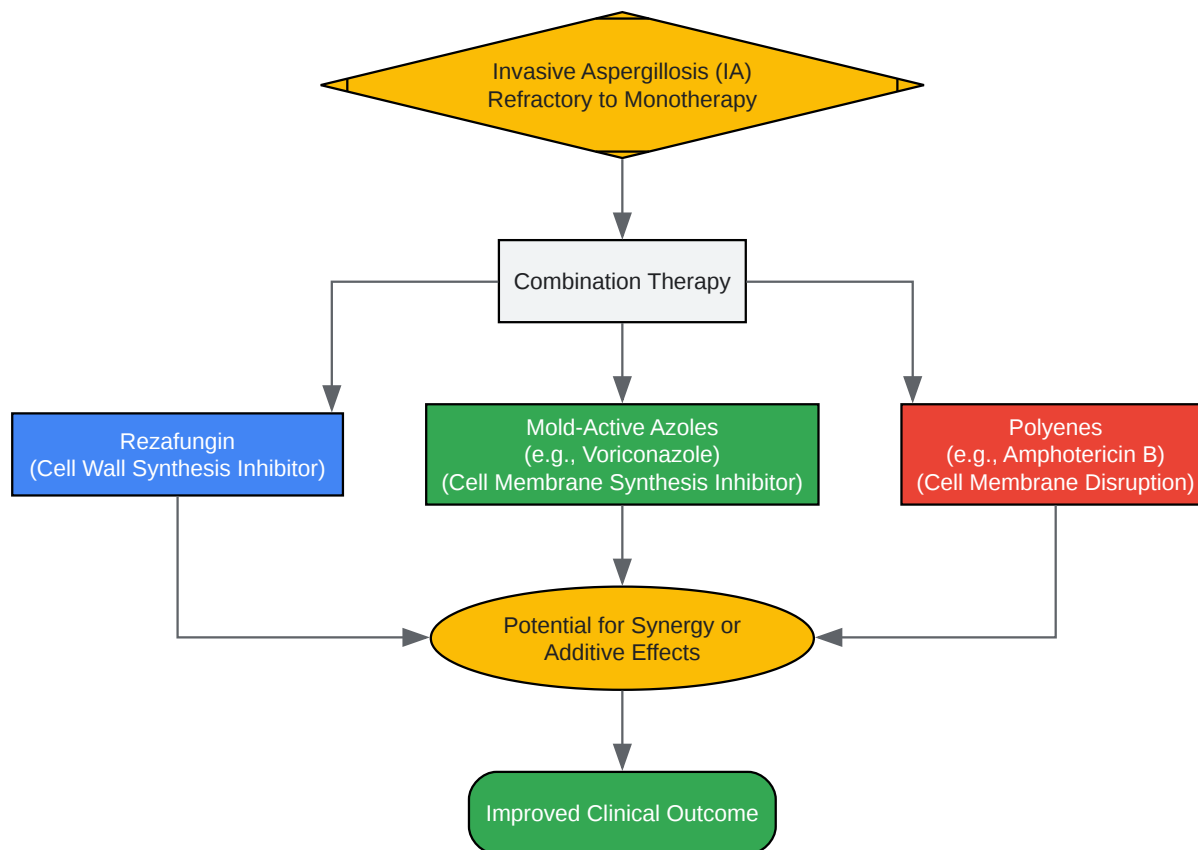 Invasive Aspergillosis (IA)
Refractory to Monotherapy
Combination Therapy
Rezafungin
(Cell Wall Synthesis Inhibitor)
Mold-Active Azoles
(e.g., Voriconazole)
(Cell Membrane Synthesis Inhibitor)
Polyenes
(e.g., Amphotericin B)
(Cell Membrane Disruption)
Potential for Synergy or
Additive Effects
Improved Clinical Outcome